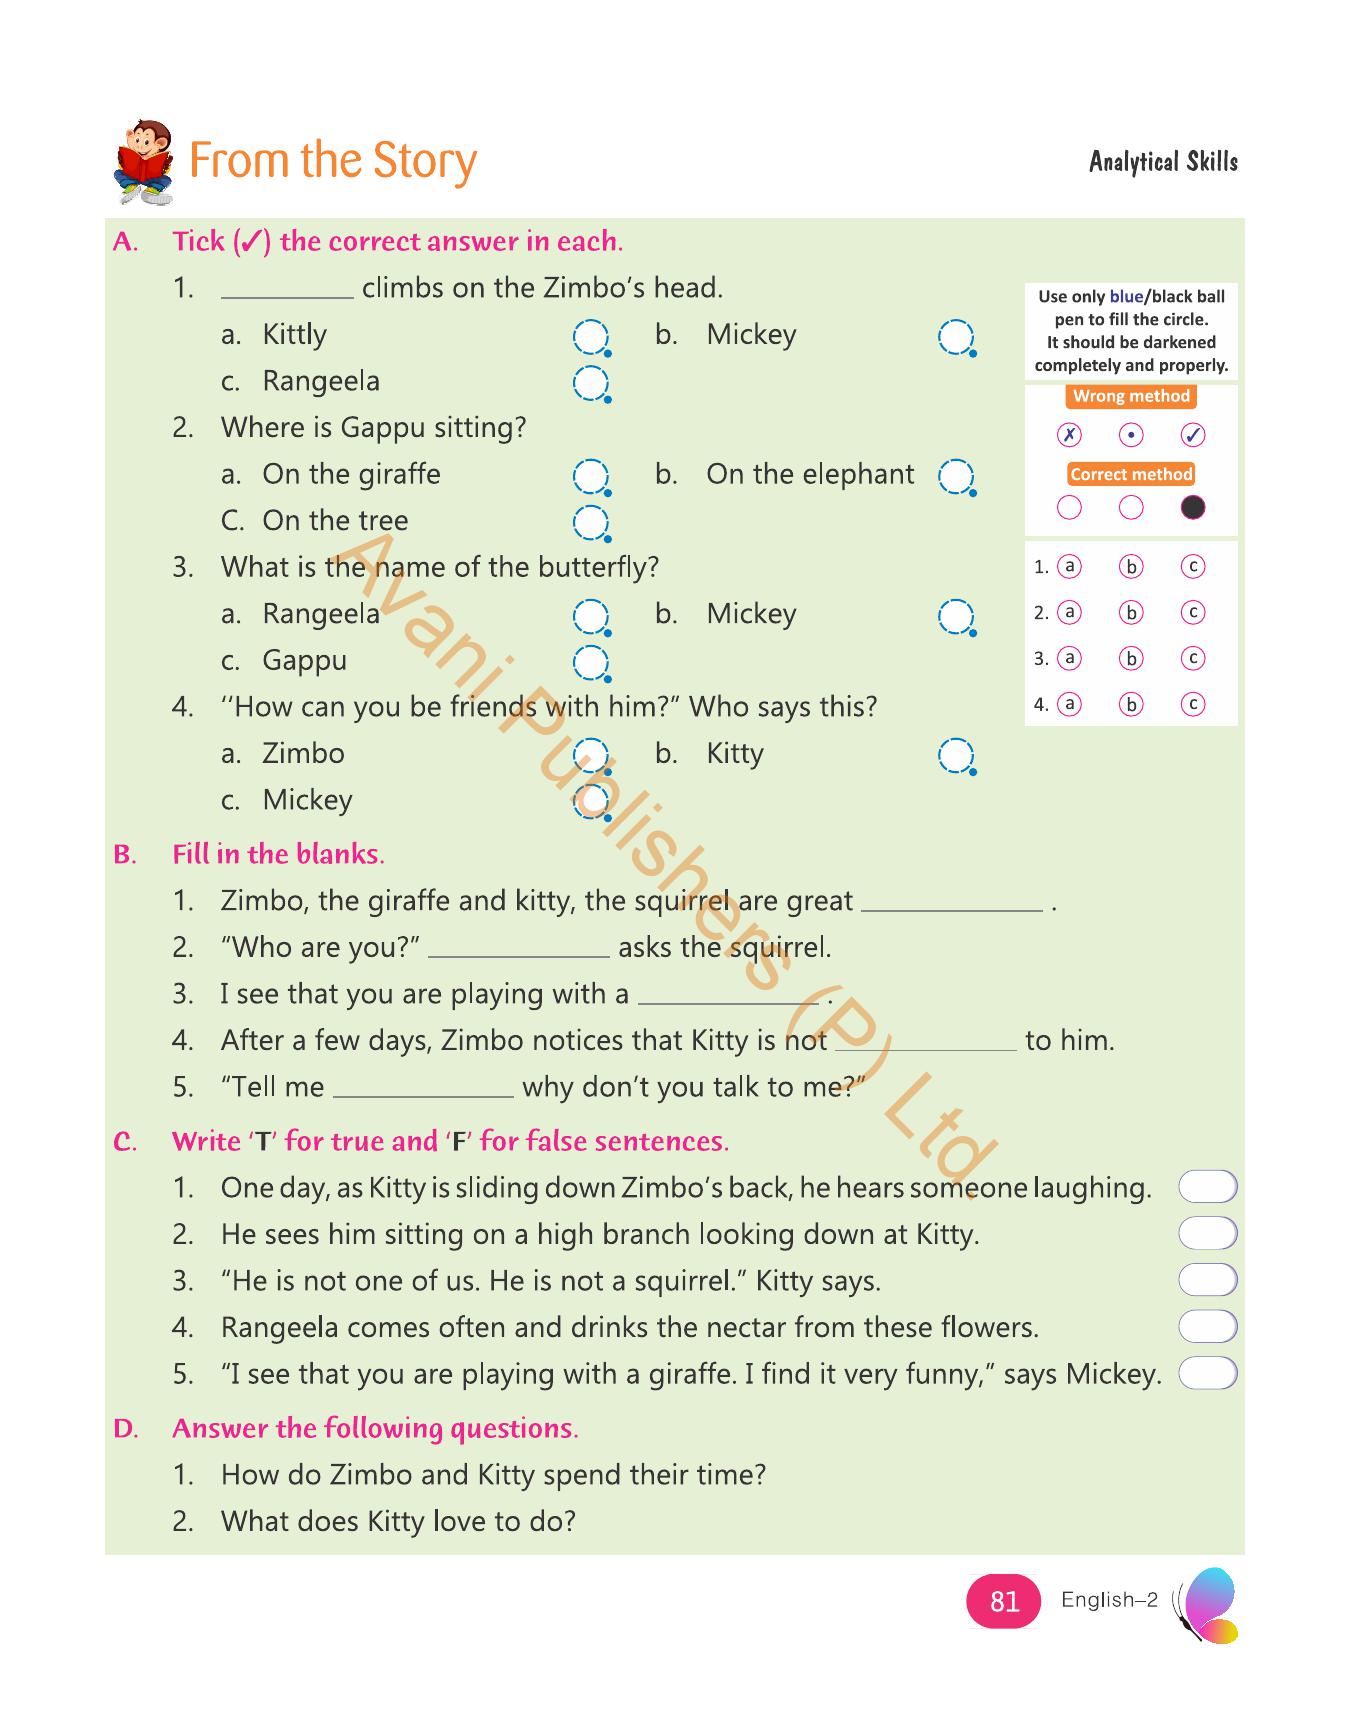 From the Story
Analytical Skills
A. Tick (✓) the correct answer in each.
1. __________ climbs on the Zimbo’s head.
a. Kittly b. Mickey
c. Rangeela
2. Where is Gappu sitting?
a. On the giraffe b. On the elephant
C. On the tree
3. What is the name of the butterfly?
a. Rangeela b. Mickey
c. Gappu
4. ‘‘How can you be friends with him?” Who says this?
a. Zimbo b. Kitty
c. Mickey
Use only blue/black ball
pen to fill the circle.
It should be darkened
completely and properly.
Wrong method
✗ • ✓
Correct method
1. a b c
2. a b c
3. a b c
4. a b c
B. Fill in the blanks.
1. Zimbo, the giraffe and kitty, the squirrel are great ______________ .
2. “Who are you?” ______________ asks the squirrel.
3. I see that you are playing with a ______________ .
4. After a few days, Zimbo notices that Kitty is not ______________ to him.
5. “Tell me ______________ why don’t you talk to me?”
C. Write ‘T’ for true and ‘F’ for false sentences.
1. One day, as Kitty is sliding down Zimbo’s back, he hears someone laughing.
2. He sees him sitting on a high branch looking down at Kitty.
3. “He is not one of us. He is not a squirrel.” Kitty says.
4. Rangeela comes often and drinks the nectar from these flowers.
5. “I see that you are playing with a giraffe. I find it very funny,” says Mickey.
D. Answer the following questions.
1. How do Zimbo and Kitty spend their time?
2. What does Kitty love to do?
Avani Publishers (P) Ltd.
81 English–2